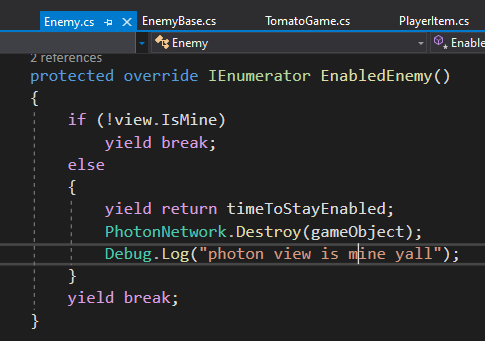 Enemy.cs EnemyBase.cs TomatoGame.cs PlayerItem.cs
Enemy Enable
2 references
protected override IEnumerator EnabledEnemy()
{
if (!view.IsMine)
yield break;
else
{
yield return timeToStayEnabled;
PhotonNetwork.Destroy(gameObject);
Debug.Log("photon view is mine yall");
}
yield break;
}